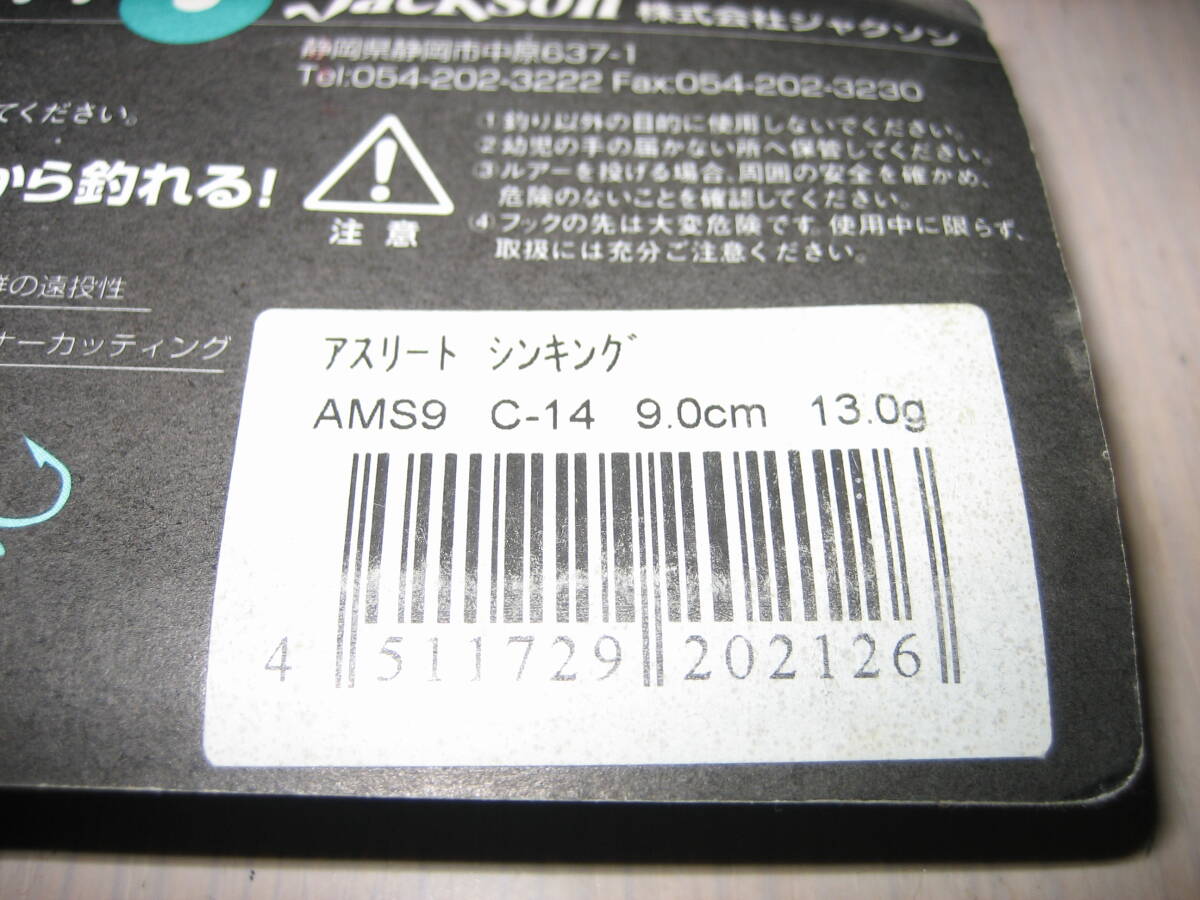 Jackson 株式会社ジャクソン
静岡県静岡市中原637-1
Tel:054-202-3222 Fax:054-202-3230
てください。
から釣れる!
注意
①釣り以外の目的に使用しないでください。
②幼児の手の届かない所へ保管してください。
③ルアーを投げる場合、周囲の安全を確かめ、
危険のないことを確認してください。
④フックの先は大変危険です。使用中に限らず、
取扱には充分ご注意ください。
の遠投性
ナーカッティング
アスリート シンキング
AMS9 C-14 9.0cm 13.0g
4 511729 202126